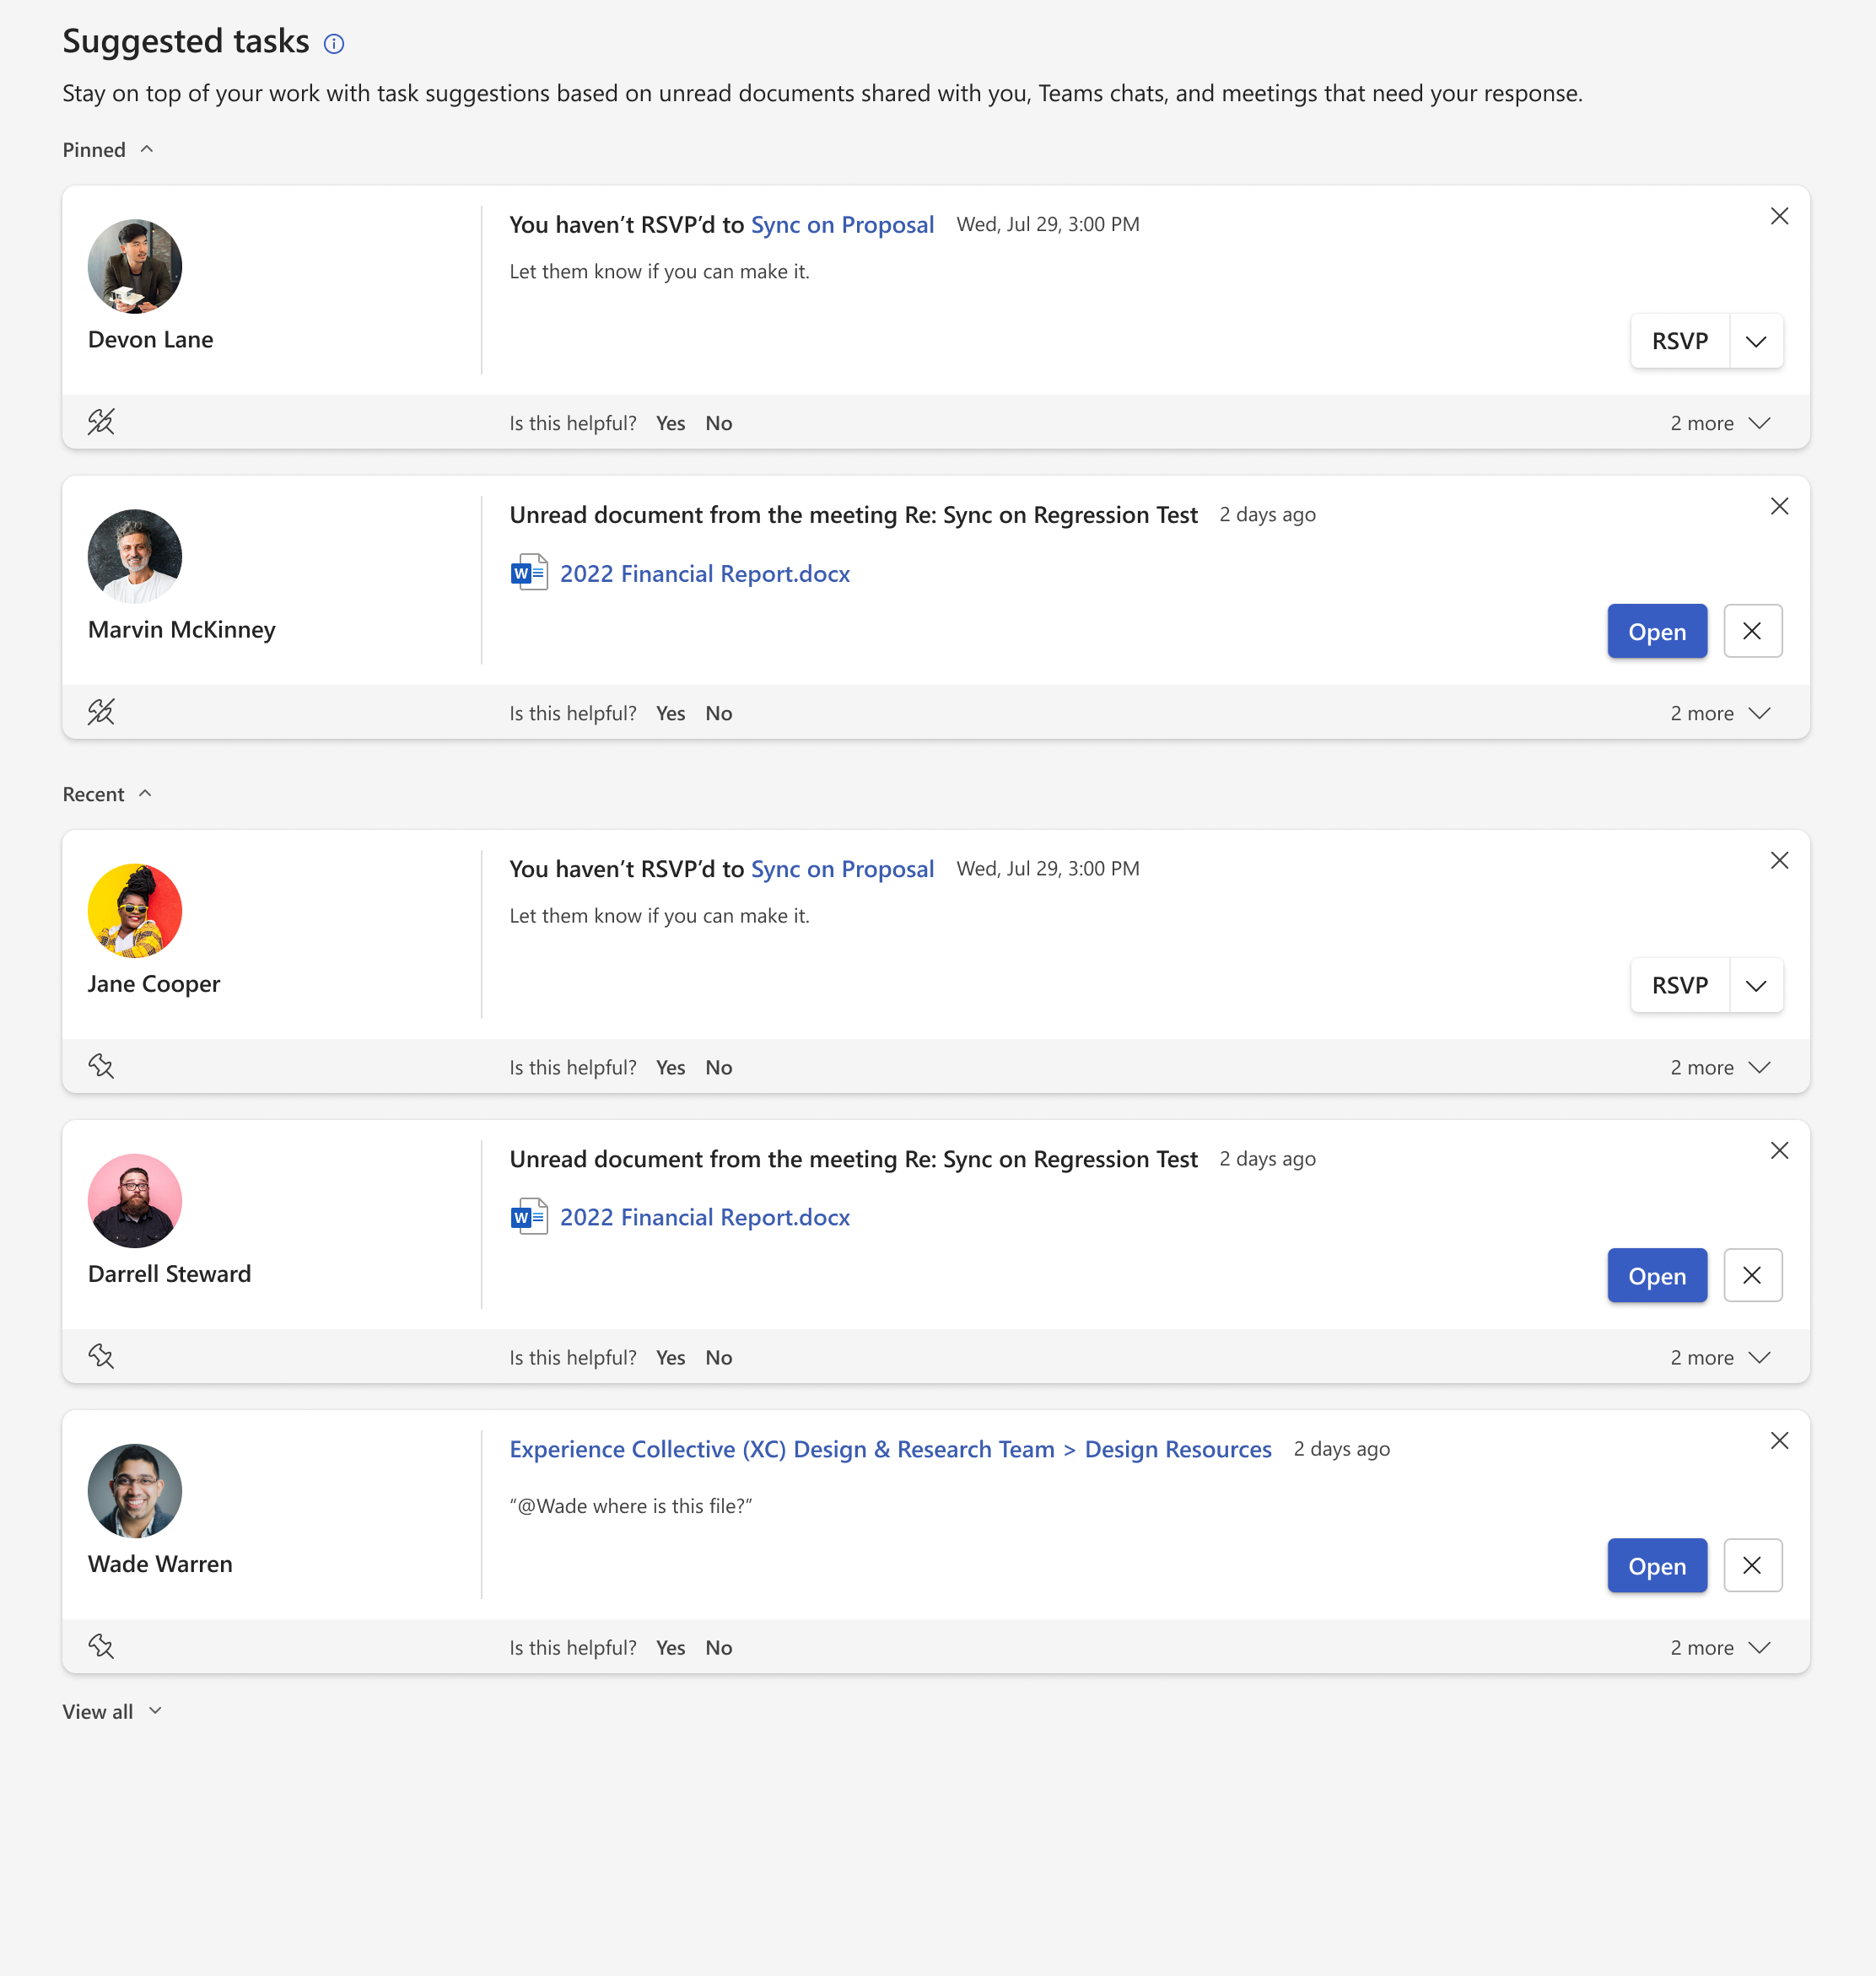 Suggested tasks
Stay on top of your work with task suggestions based on unread documents shared with you, Teams chats, and meetings that need your response.
Pinned
You haven’t RSVP’d to Sync on Proposal Wed, Jul 29, 3:00 PM
Let them know if you can make it.
Devon Lane
RSVP
Is this helpful? Yes No 2 more
Unread document from the meeting Re: Sync on Regression Test 2 days ago
W 2022 Financial Report.docx
Marvin McKinney
Open
Is this helpful? Yes No 2 more
Recent
You haven’t RSVP’d to Sync on Proposal Wed, Jul 29, 3:00 PM
Let them know if you can make it.
Jane Cooper
RSVP
Is this helpful? Yes No 2 more
Unread document from the meeting Re: Sync on Regression Test 2 days ago
W 2022 Financial Report.docx
Darrell Steward
Open
Is this helpful? Yes No 2 more
Experience Collective (XC) Design & Research Team > Design Resources 2 days ago
“@Wade where is this file?”
Wade Warren
Open
Is this helpful? Yes No 2 more
View all